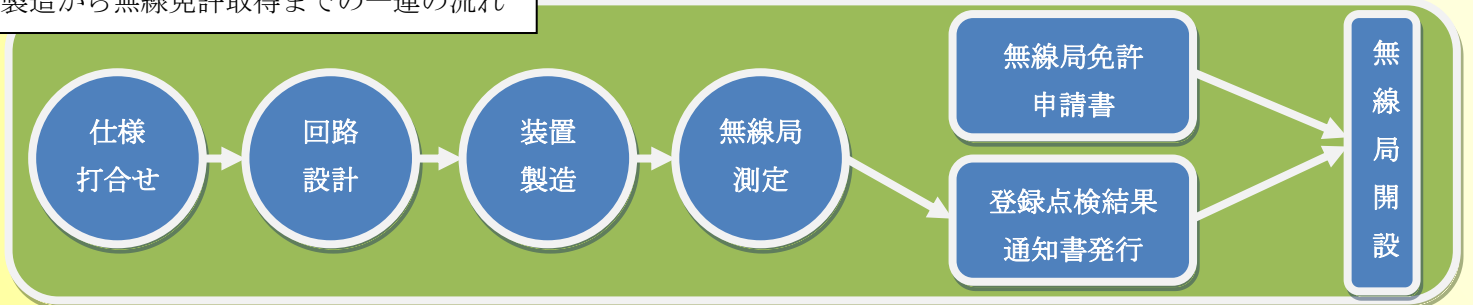 製造から無線免許取得までの一連の流れ
仕様
打合せ
回路
設計
装置
製造
無線局
測定
無線局免許
申請書
登録点検結果
通知書発行
無線局開設